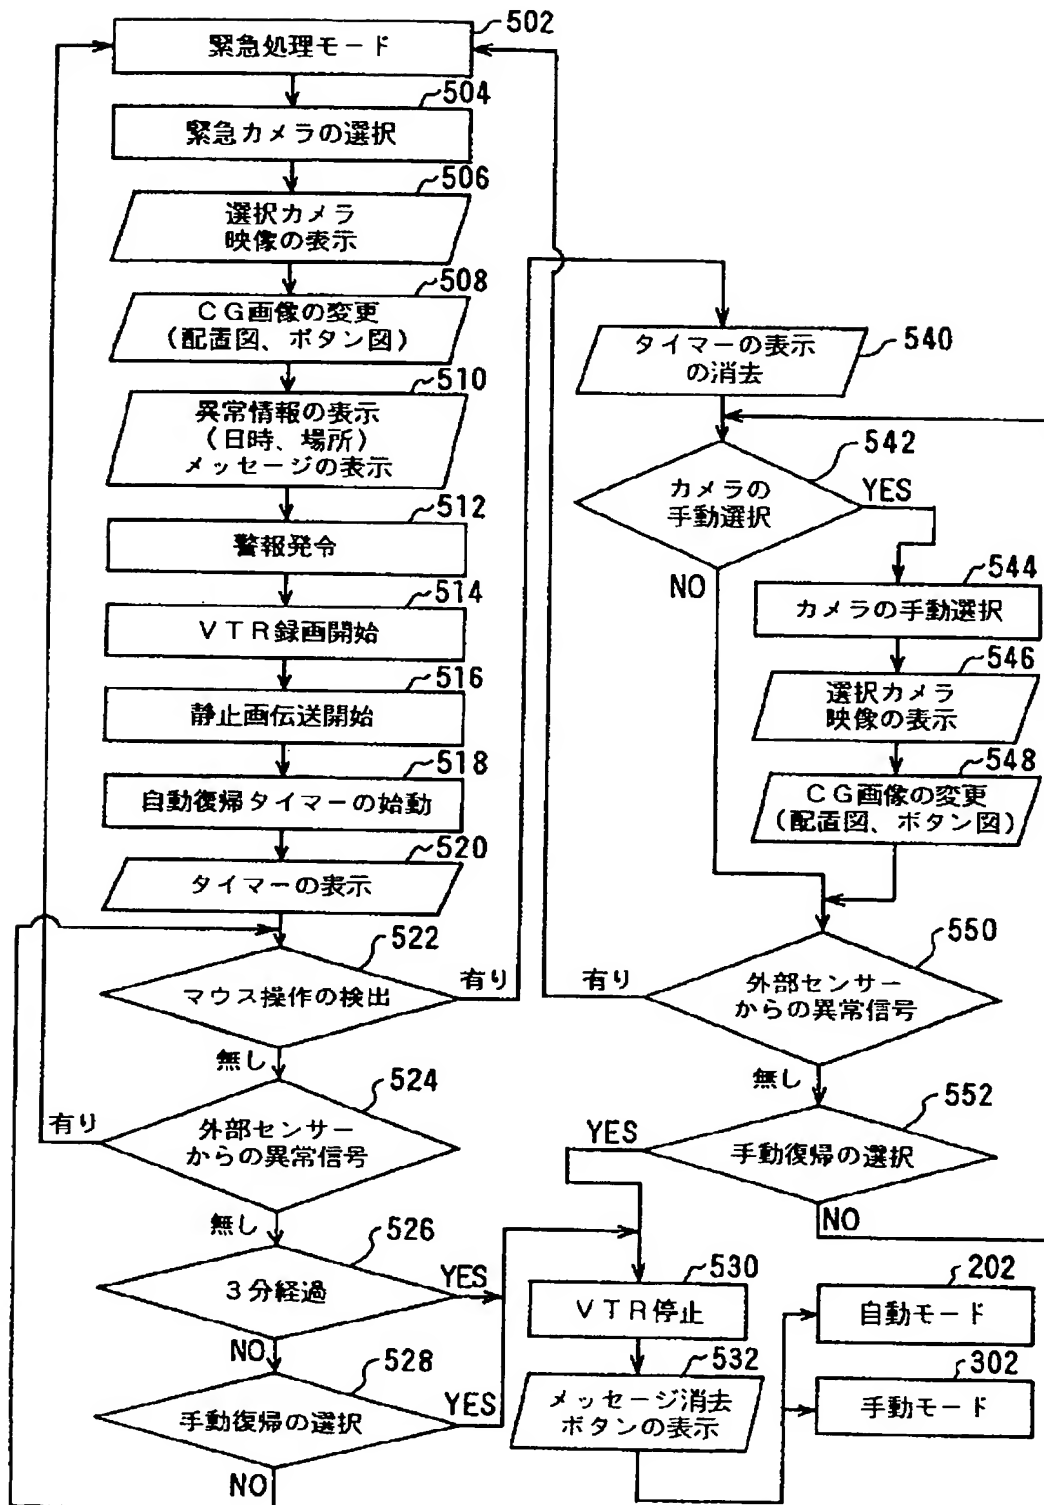 502
緊急処理モード
504
緊急カメラの選択
506
選択カメラ
映像の表示
508
CG画像の変更
(配置図、ボタン図)
510
異常情報の表示
(日時、場所)
メッセージの表示
512
警報発令
514
VTR録画開始
516
静止画伝送開始
518
自動復帰タイマーの始動
520
タイマーの表示
522
マウス操作の検出
有り
無し
524
外部センサー
からの異常信号
有り
無し
526
3分経過
YES
NO
528
手動復帰の選択
YES
NO
540
タイマーの表示
の消去
542
カメラの
手動選択
YES
NO
544
カメラの手動選択
546
選択カメラ
映像の表示
548
CG画像の変更
(配置図、ボタン図)
550
外部センサー
からの異常信号
有り
無し
552
手動復帰の選択
YES
NO
530
VTR停止
532
メッセージ消去
ボタンの表示
202
自動モード
302
手動モード